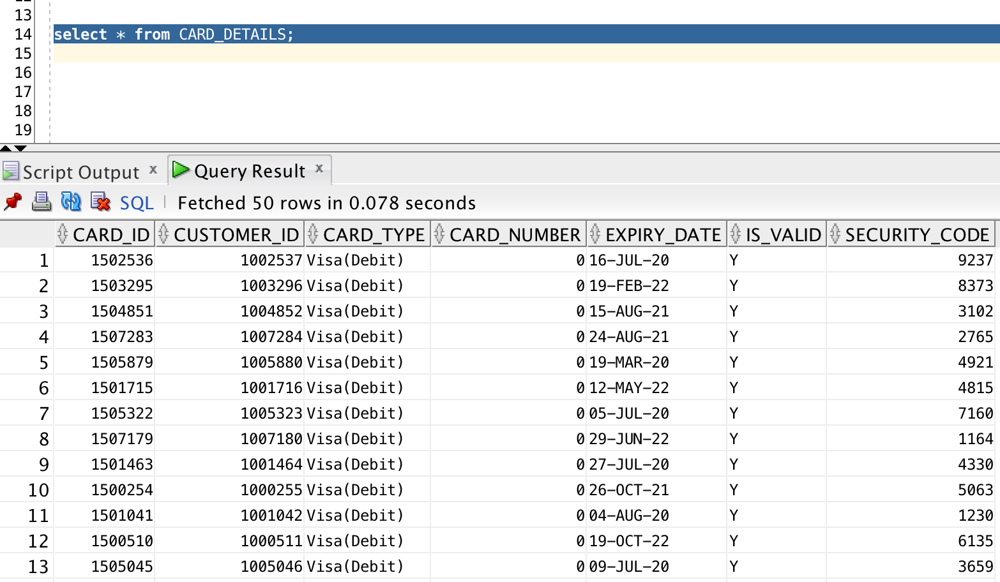 13
14 select * from CARD_DETAILS;
15
16
17
18
19
Script Output x Query Result x
SQL Fetched 50 rows in 0.078 seconds
CARD_ID CUSTOMER_ID CARD_TYPE CARD_NUMBER EXPIRY_DATE IS_VALID SECURITY_CODE
1 1502536 1002537 Visa(Debit) 0 16-JUL-20 Y 9237
2 1503295 1003296 Visa(Debit) 0 19-FEB-22 Y 8373
3 1504851 1004852 Visa(Debit) 0 15-AUG-21 Y 3102
4 1507283 1007284 Visa(Debit) 0 24-AUG-21 Y 2765
5 1505879 1005880 Visa(Debit) 0 19-MAR-20 Y 4921
6 1501715 1001716 Visa(Debit) 0 12-MAY-22 Y 4815
7 1505322 1005323 Visa(Debit) 0 05-JUL-20 Y 7160
8 1507179 1007180 Visa(Debit) 0 29-JUN-22 Y 1164
9 1501463 1001464 Visa(Debit) 0 27-JUL-20 Y 4330
10 1500254 1000255 Visa(Debit) 0 26-OCT-21 Y 5063
11 1501041 1001042 Visa(Debit) 0 04-AUG-20 Y 1230
12 1500510 1000511 Visa(Debit) 0 19-OCT-22 Y 6135
13 1505045 1005046 Visa(Debit) 0 09-JUL-20 Y 3659